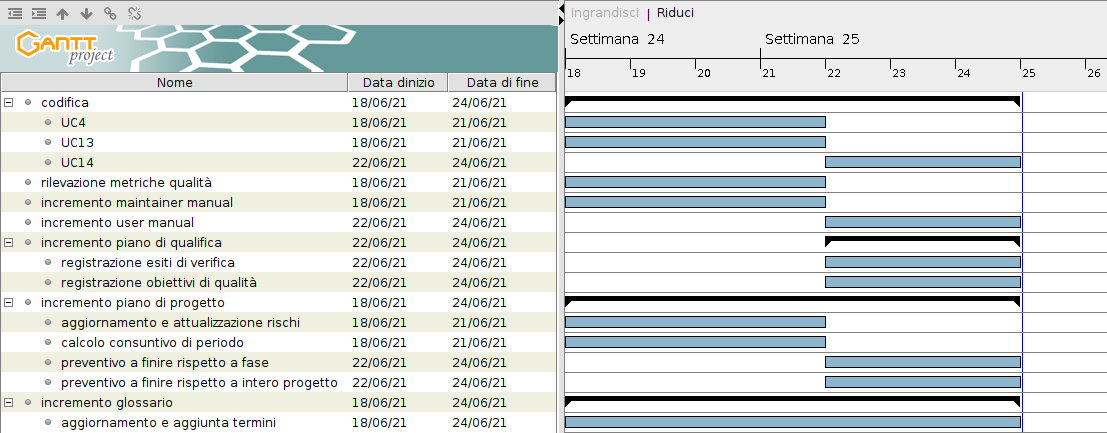 Ingrandisci | Riduci
GANTT
project
Settimana 24 Settimana 25
18 19 20 21 22 23 24 25 26
Nome Data dinizio Data di fine
codifica 18/06/21 24/06/21
UC4 18/06/21 21/06/21
UC13 18/06/21 21/06/21
UC14 22/06/21 24/06/21
rilevazione metriche qualità 18/06/21 21/06/21
incremento maintainer manual 18/06/21 21/06/21
incremento user manual 22/06/21 24/06/21
incremento piano di qualifica 22/06/21 24/06/21
registrazione esiti di verifica 22/06/21 24/06/21
registrazione obiettivi di qualità 22/06/21 24/06/21
incremento piano di progetto 18/06/21 24/06/21
aggiornamento e attualizzazione rischi 18/06/21 21/06/21
calcolo consuntivo di periodo 18/06/21 21/06/21
preventivo a finire rispetto a fase 22/06/21 24/06/21
preventivo a finire rispetto a intero progetto 22/06/21 24/06/21
incremento glossario 18/06/21 24/06/21
aggiornamento e aggiunta termini 18/06/21 24/06/21